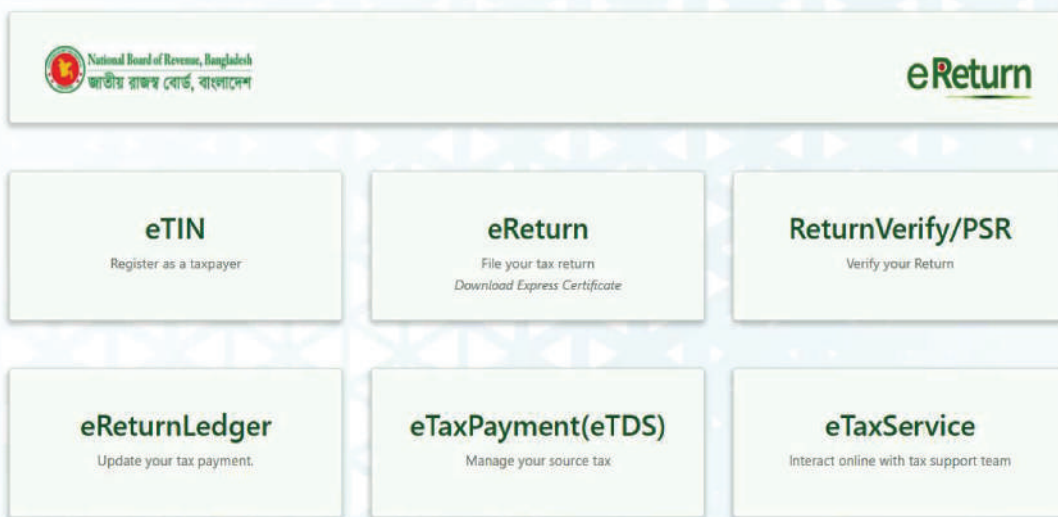 National Board of Revenue, Bangladesh
জাতীয় রাজস্ব বোর্ড, বাংলাদেশ
eReturn
eTIN
Register as a taxpayer
eReturn
File your tax return
Download Express Certificate
ReturnVerify/PSR
Verify your Return
eReturnLedger
Update your tax payment.
eTaxPayment(eTDS)
Manage your source tax
eTaxService
Interact online with tax support team